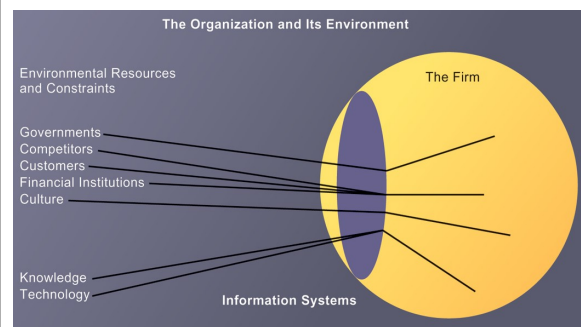 The Organization and Its Environment
Environmental Resources
and Constraints
The Firm
Governments
Competitors
Customers
Financial Institutions
Culture
Knowledge
Technology
Information Systems